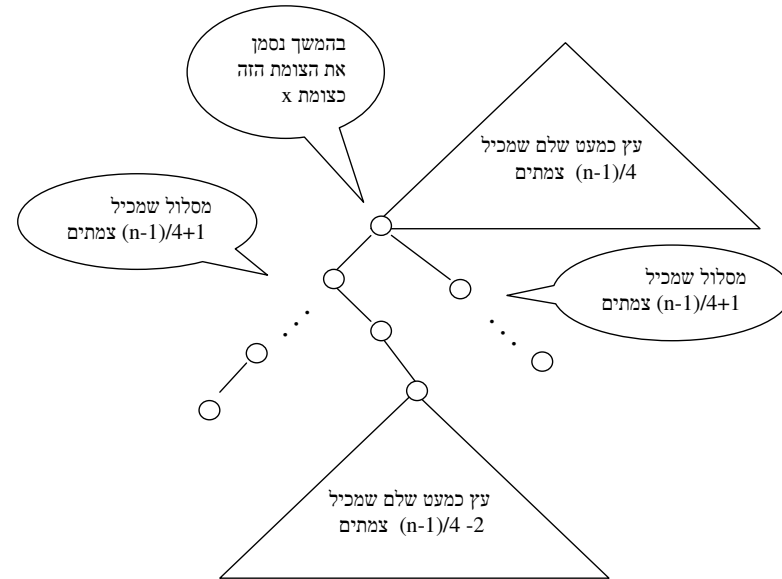 בהמשך נסמן
את הצומת הזה
כצומת x
עץ כמעט שלם שמכיל
(n-1)/4 צמתים
מסלול שמכיל
(n-1)/4+1 צמתים
מסלול שמכיל
(n-1)/4+1 צמתים
עץ כמעט שלם שמכיל
(n-1)/4 -2 צמתים